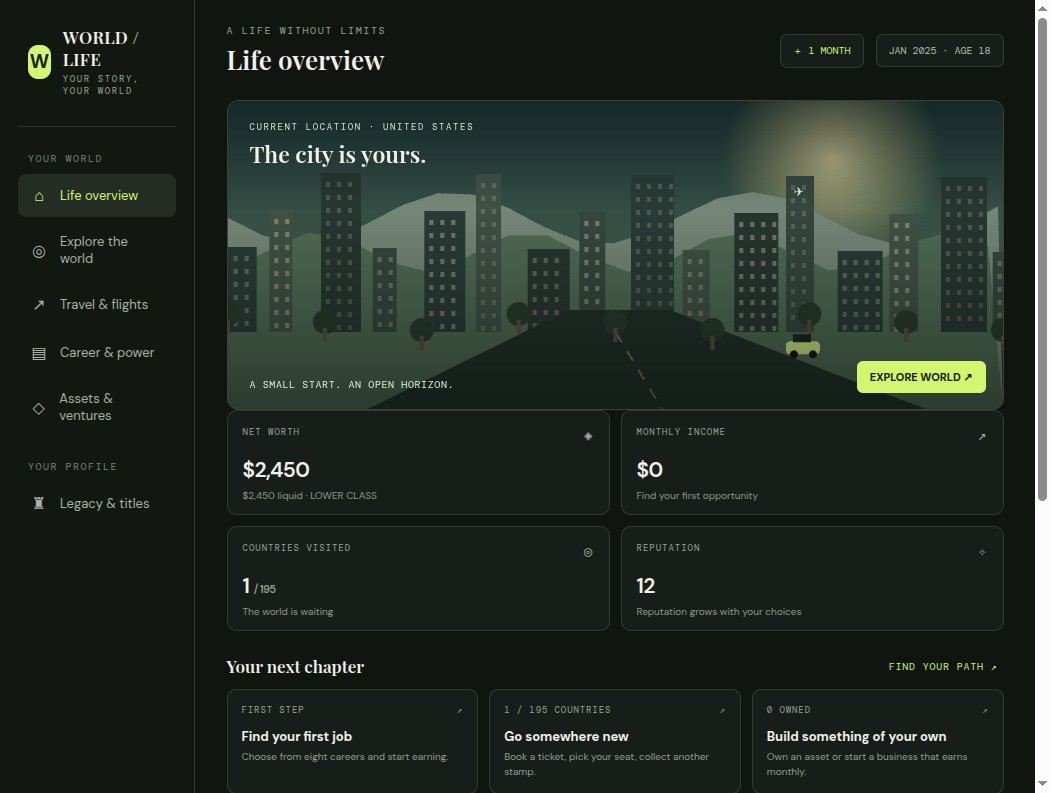 W
WORLD /
LIFE
YOUR STORY,
YOUR WORLD
YOUR WORLD
Life overview
Explore the
world
Travel & flights
Career & power
Assets &
ventures
YOUR PROFILE
Legacy & titles
A LIFE WITHOUT LIMITS
Life overview
+ 1 MONTH
JAN 2025 · AGE 18
CURRENT LOCATION · UNITED STATES
The city is yours.
A SMALL START. AN OPEN HORIZON.
EXPLORE WORLD ↗
NET WORTH
$2,450
$2,450 liquid · LOWER CLASS
MONTHLY INCOME
$0
Find your first opportunity
COUNTRIES VISITED
1 / 195
The world is waiting
REPUTATION
12
Reputation grows with your choices
Your next chapter
FIND YOUR PATH ↗
FIRST STEP
Find your first job
Choose from eight careers and start earning.
1 / 195 COUNTRIES
Go somewhere new
Book a ticket, pick your seat, collect another
stamp.
0 OWNED
Build something of your own
Own an asset or start a business that earns
monthly.